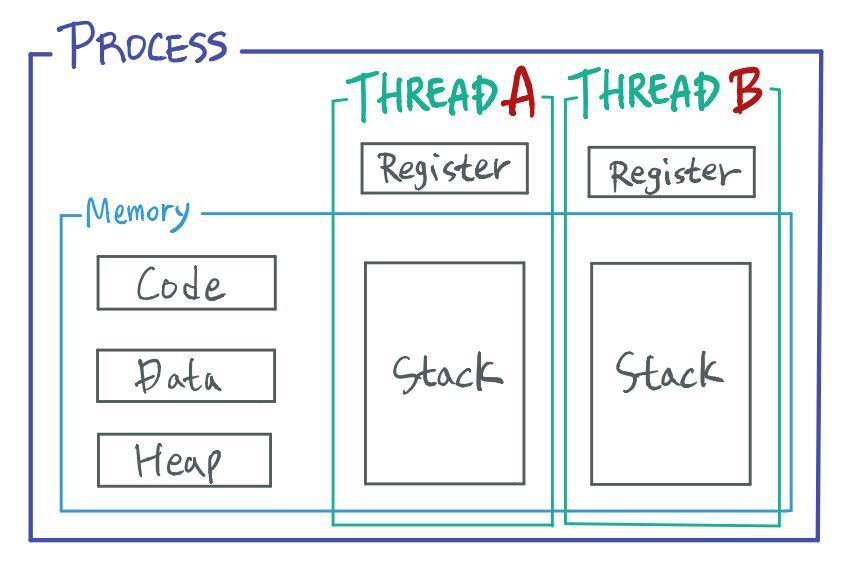 PROCESS
THREAD A
THREAD B
Register
Register
Memory
Code
Data
Heap
Stack
Stack